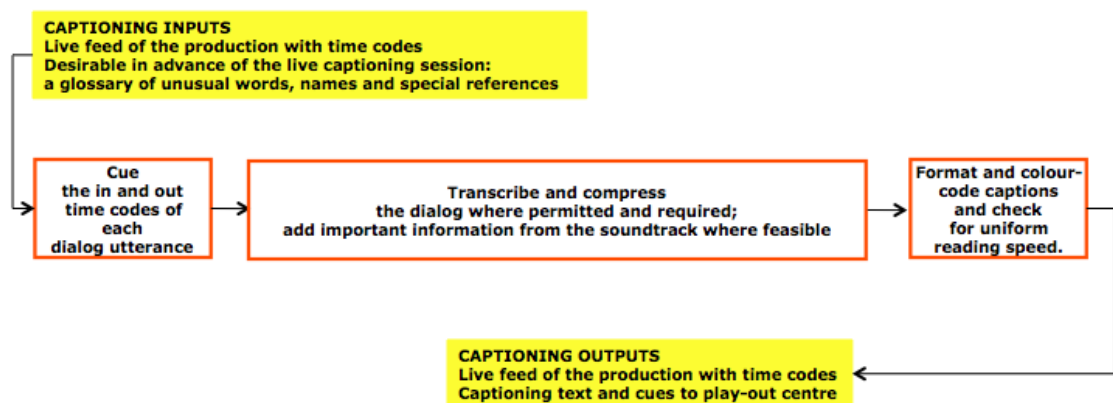 CAPTIONING INPUTS
Live feed of the production with time codes
Desirable in advance of the live captioning session:
a glossary of unusual words, names and special references
Cue
the in and out
time codes of
each
dialog utterance
Transcribe and compress
the dialog where permitted and required;
add important information from the soundtrack where feasible
Format and colour-
code captions
and check
for uniform
reading speed.
CAPTIONING OUTPUTS
Live feed of the production with time codes
Captioning text and cues to play-out centre